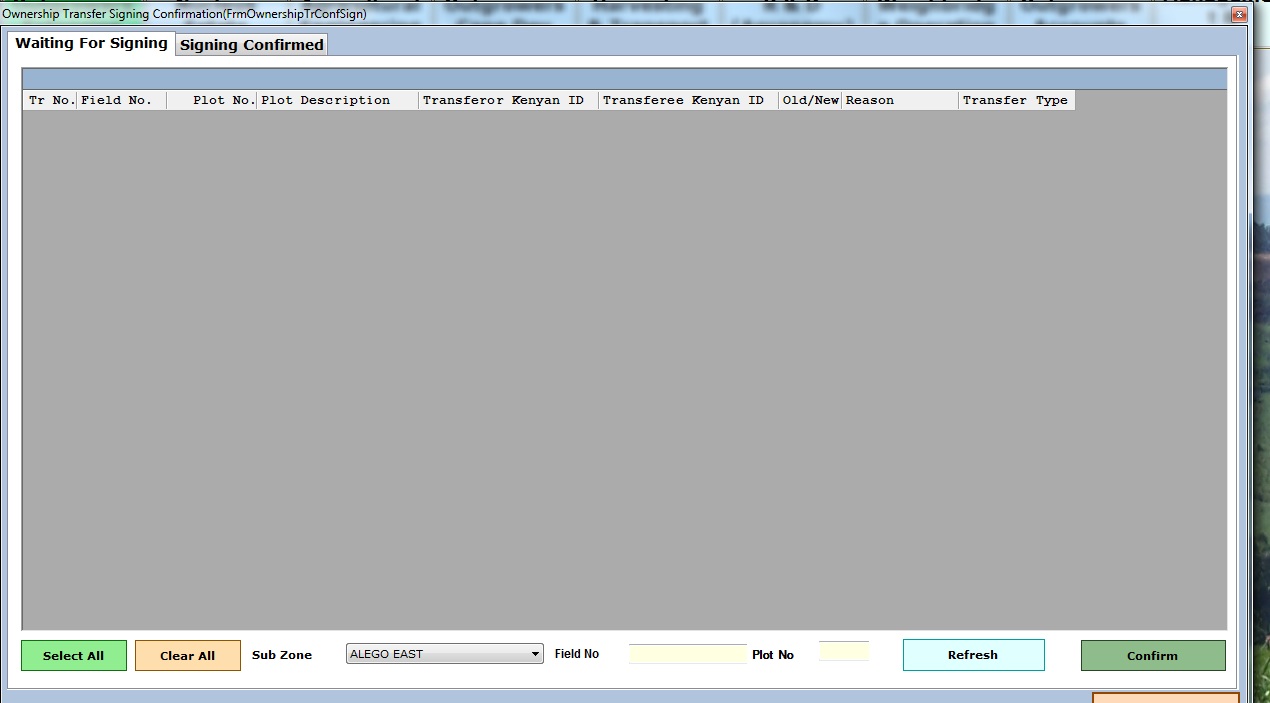 Ownership Transfer Signing Confirmation(FrmOwnershipTrConfSign)
Waiting For Signing Signing Confirmed
Tr No. Field No. Plot No. Plot Description Transferor Kenyan ID Transferee Kenyan ID Old/New Reason Transfer Type
Select All Clear All Sub Zone ALEGO EAST Field No Plot No Refresh Confirm